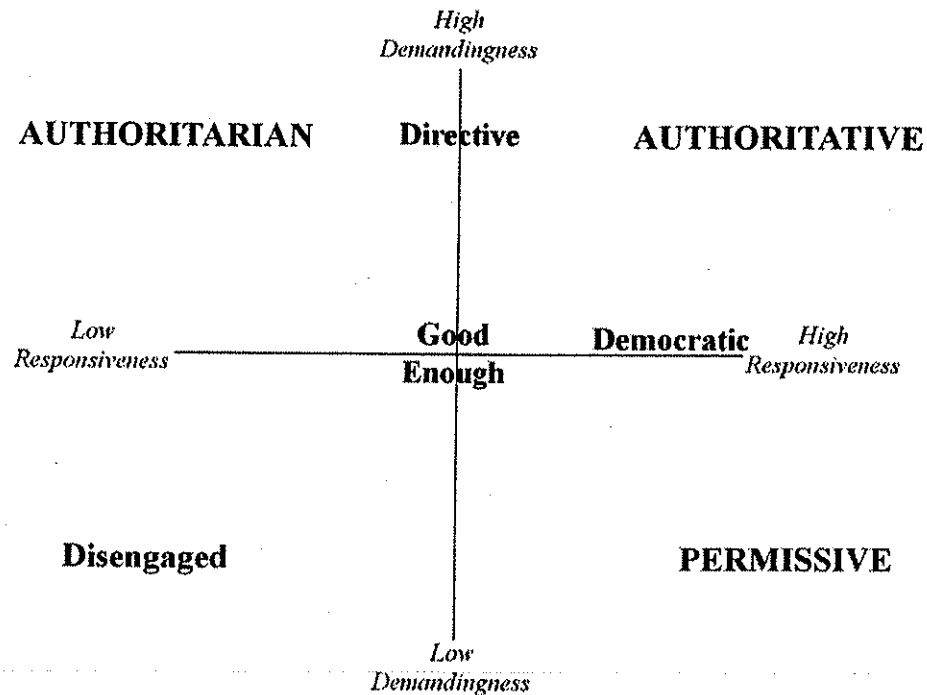 High
Demandingness
AUTHORITARIAN Directive AUTHORITATIVE
Low
Responsiveness
Good
Enough
Democratic
High
Responsiveness
Disengaged PERMISSIVE
Low
Demandingness